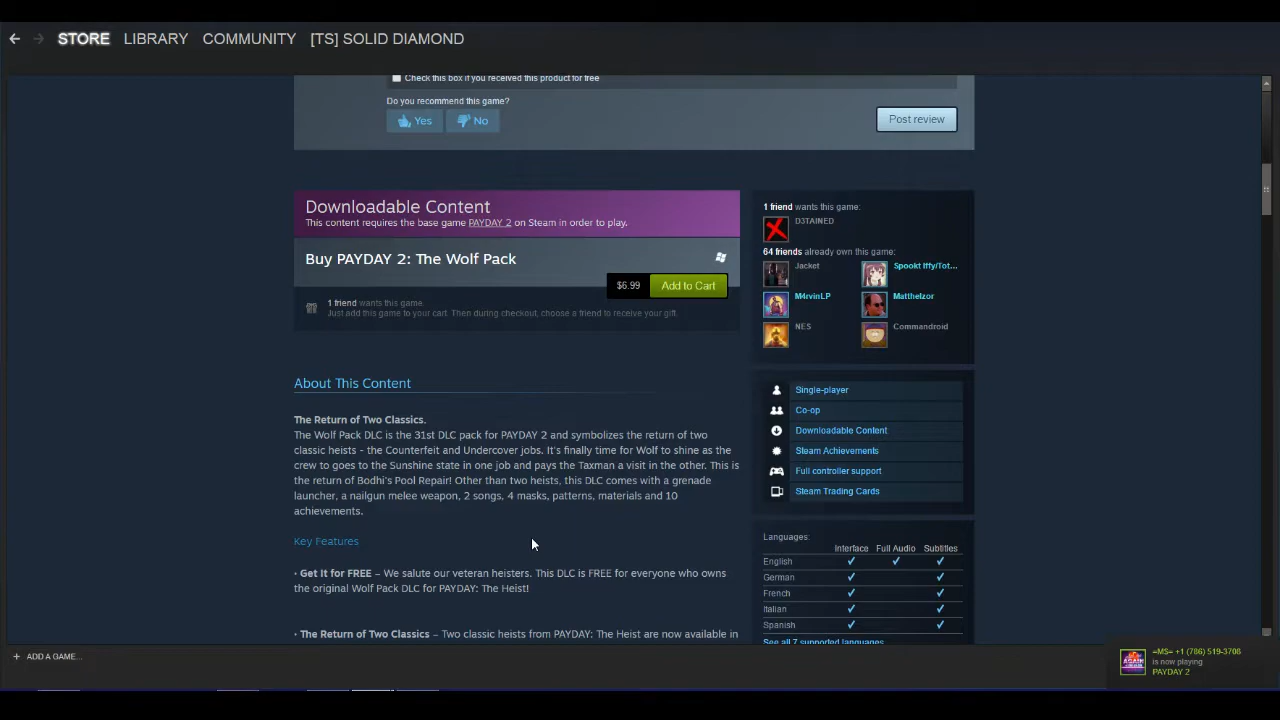 STORE LIBRARY COMMUNITY [TS] SOLID DIAMOND
Check this box if you received this product for free
Do you recommend this game?
Yes No
Post review
Downloadable Content
This content requires the base game PAYDAY 2 on Steam in order to play.
Buy PAYDAY 2: The Wolf Pack
$6.99 Add to Cart
1 friend wants this game.
Just add this game to your cart. Then during checkout, choose a friend to receive your gift.
About This Content
The Return of Two Classics.
The Wolf Pack DLC is the 31st DLC pack for PAYDAY 2 and symbolizes the return of two
classic heists - the Counterfeit and Undercover jobs. It's finally time for Wolf to shine as the
crew to goes to the Sunshine state in one job and pays the Taxman a visit in the other. This is
the return of Bodhi's Pool Repair! Other than two heists, this DLC comes with a grenade
launcher, a nailgun melee weapon, 2 songs, 4 masks, patterns, materials and 10
achievements.
Key Features
• Get It for FREE – We salute our veteran heisters. This DLC is FREE for everyone who owns
the original Wolf Pack DLC for PAYDAY: The Heist!
• The Return of Two Classics – Two classic heists from PAYDAY: The Heist are now available in
1 friend wants this game:
D3TAINED
64 friends already own this game:
Jacket Spookt Iffy/Tot...
M4rvinLP Matthelzor
NES Commandroid
Single-player
Co-op
Downloadable Content
Steam Achievements
Full controller support
Steam Trading Cards
Languages:
Interface Full Audio Subtitles
English ✓ ✓ ✓
German ✓ ✓
French ✓ ✓
Italian ✓ ✓
Spanish ✓ ✓
See all 7 supported languages
+ ADD A GAME...
AGAIN
=MS= +1 (786) 519-3708
is now playing
PAYDAY 2